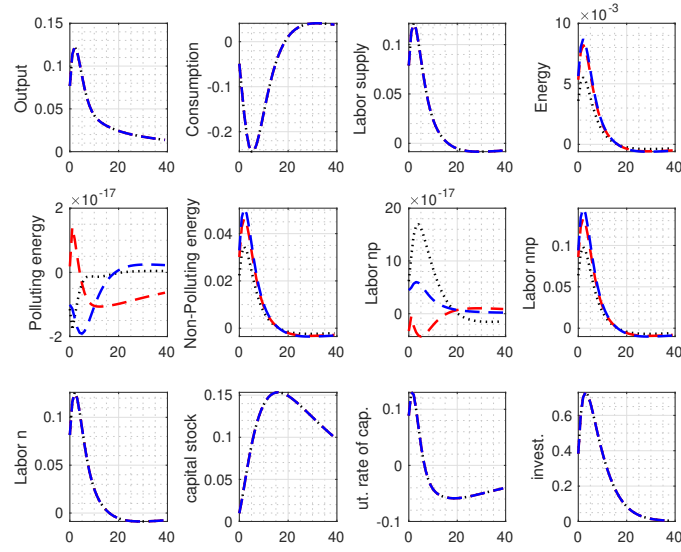 0.15
0.1
0.05
0
0 20 40
Output
0
-0.1
-0.2
0 20 40
Consumption
0.1
0.05
0
0 20 40
Labor supply
×10⁻³
10
5
0
0 20 40
Energy
×10⁻¹⁷
2
0
-2
0 20 40
Polluting energy
0.04
0.02
0
0 20 40
Non-Polluting energy
×10⁻¹⁷
20
10
0
0 20 40
Labor np
0.1
0.05
0
0 20 40
Labor nnp
0.1
0.05
0
0 20 40
Labor n
0.15
0.1
0.05
0
0 20 40
capital stock
0.1
0
-0.1
0 20 40
ut. rate of cap.
0.6
0.4
0.2
0
0 20 40
invest.